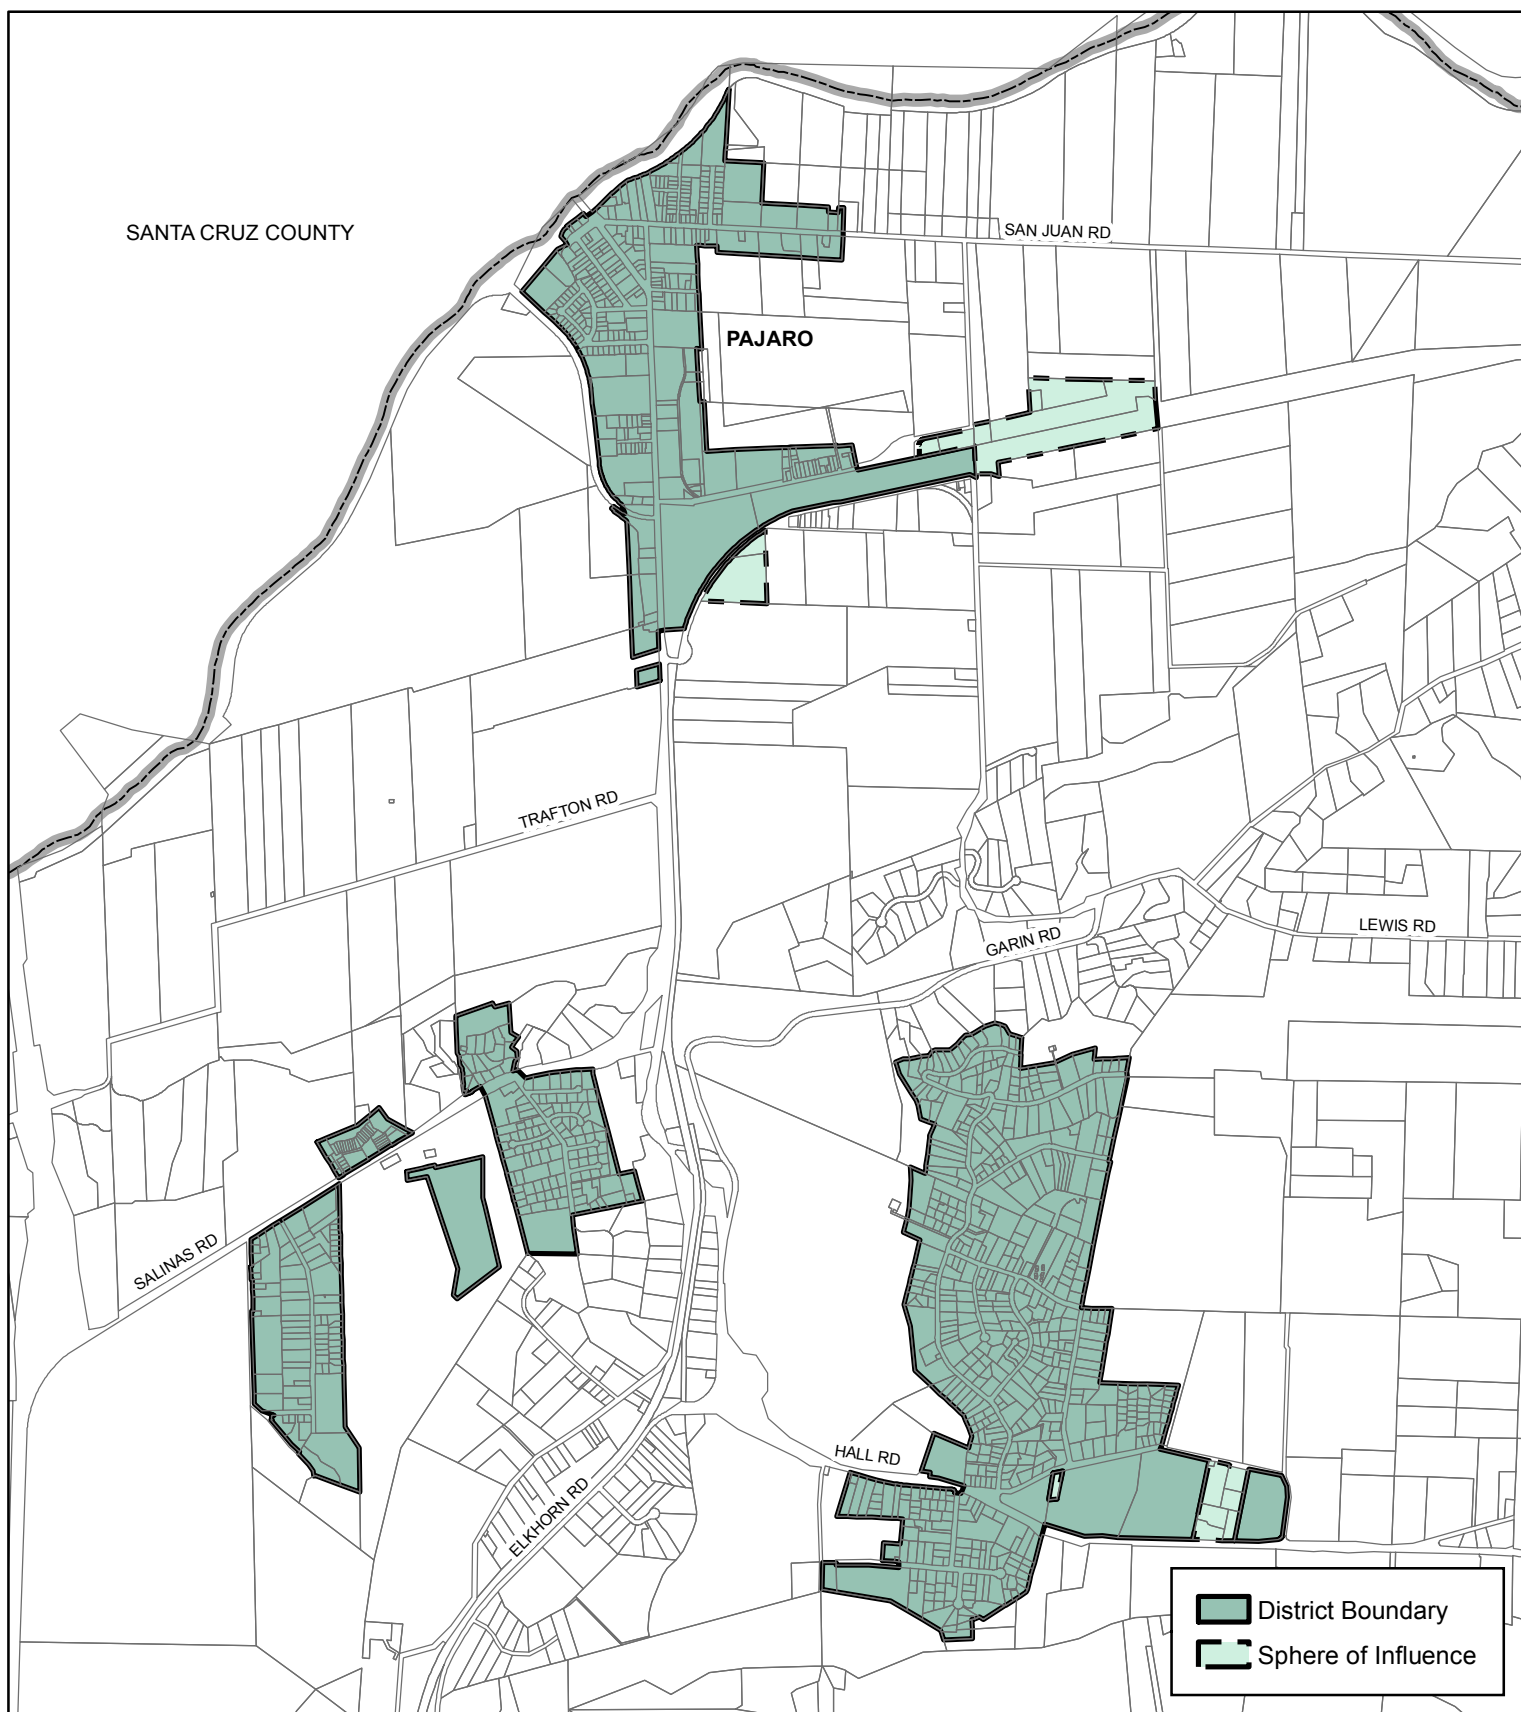 SANTA CRUZ COUNTY
SAN JUAN RD
PAJARO
TRAFTON RD
LEWIS RD
GARIN RD
SALINAS RD
HALL RD
ELKHORN RD
District Boundary
Sphere of Influence